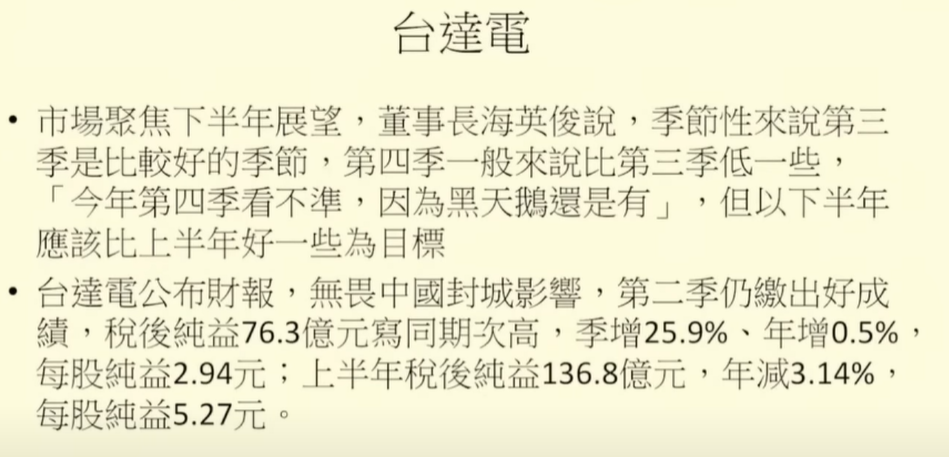 台達電
• 市場聚焦下半年展望，董事長海英俊說，季節性來說第三
季是比較好的季節，第四季一般來說比第三季低一些，
「今年第四季看不準，因為黑天鵝還是有」，但以下半年
應該比上半年好一些為目標
• 台達電公布財報，無畏中國封城影響，第二季仍繳出好成
績，稅後純益76.3億元寫同期次高，季增25.9%、年增0.5%，
每股純益2.94元；上半年稅後純益136.8億元，年減3.14%，
每股純益5.27元。